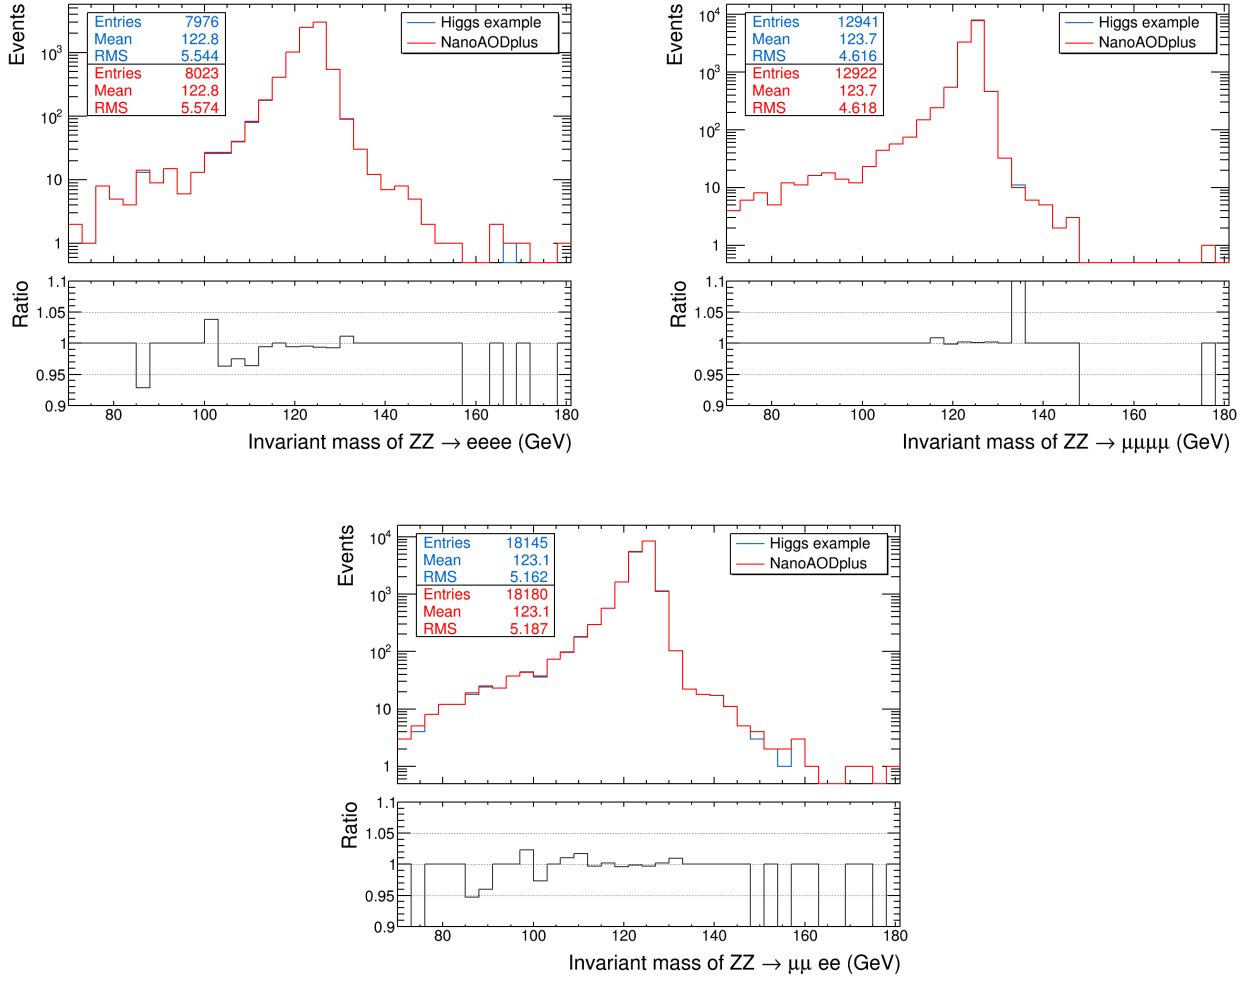 Events
Entries 7976
Mean 122.8
RMS 5.544
Entries 8023
Mean 122.8
RMS 5.574
Higgs example
NanoAODplus
10³
10²
10
1
Ratio
1.1
1.05
1
0.95
0.9
80 100 120 140 160 180
Invariant mass of ZZ → eeee (GeV)
Events
Entries 12941
Mean 123.7
RMS 4.616
Entries 12922
Mean 123.7
RMS 4.618
Higgs example
NanoAODplus
10⁴
10³
10²
10
1
Ratio
1.1
1.05
1
0.95
0.9
80 100 120 140 160 180
Invariant mass of ZZ → μμμμ (GeV)
Events
Entries 18145
Mean 123.1
RMS 5.162
Entries 18180
Mean 123.1
RMS 5.187
Higgs example
NanoAODplus
10⁴
10³
10²
10
1
Ratio
1.1
1.05
1
0.95
0.9
80 100 120 140 160 180
Invariant mass of ZZ → μμ ee (GeV)